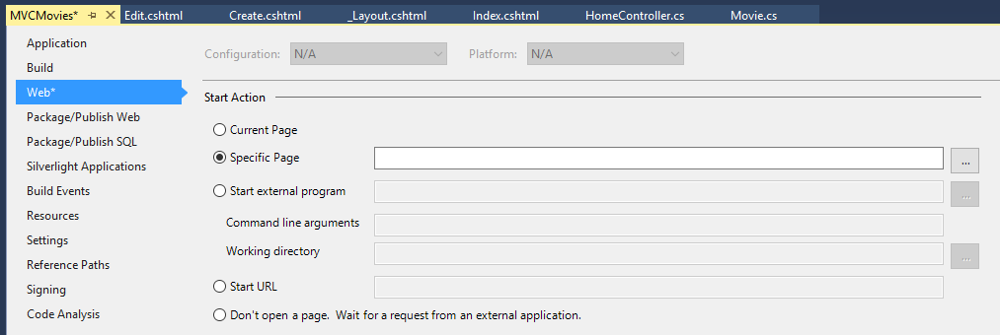 MVCMovies* Edit.cshtml Create.cshtml _Layout.cshtml Index.cshtml HomeController.cs Movie.cs
Application
Build
Web*
Package/Publish Web
Package/Publish SQL
Silverlight Applications
Build Events
Resources
Settings
Reference Paths
Signing
Code Analysis
Configuration: N/A Platform: N/A
Start Action
Current Page
Specific Page ...
Start external program ...
Command line arguments
Working directory ...
Start URL
Don't open a page. Wait for a request from an external application.